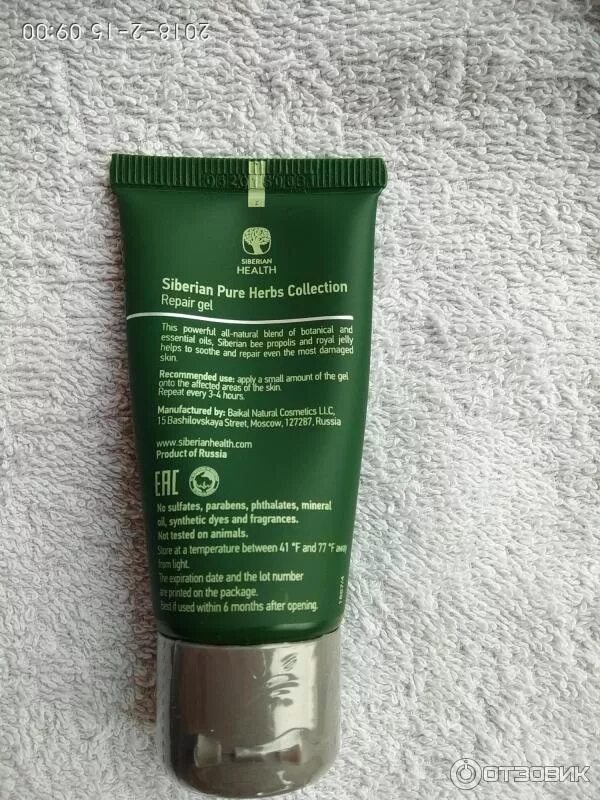 2018-2-15 09:00
SIBERIAN
HEALTH
Siberian Pure Herbs Collection
Repair gel
This powerful all-natural blend of botanical and
essential oils, Siberian bee propolis and royal jelly
helps to soothe and repair even the most damaged
skin.
Recommended use: apply a small amount of the gel
onto the affected areas of the skin.
Repeat every 3-4 hours.
Manufactured by: Baikal Natural Cosmetics LLC,
15 Bashilovskaya Street, Moscow, 127287, Russia
www.siberianhealth.com
Product of Russia
EAC
No sulfates, parabens, phthalates, mineral
oil, synthetic dyes and fragrances.
Not tested on animals.
Store at a temperature between 41 °F and 77 °F away
from light.
The expiration date and the lot number
are printed on the package.
Best if used within 6 months after opening.
ОТЗОВИК